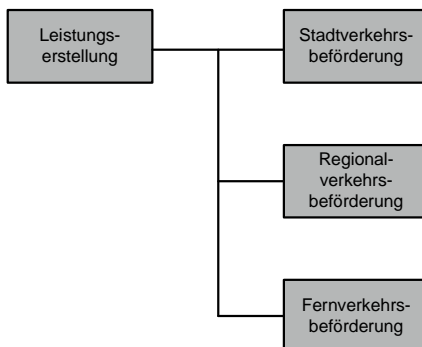 Leistungs-
erstellung
Stadtverkehrs-
beförderung
Regional-
verkehrs-
beförderung
Fernverkehrs-
beförderung